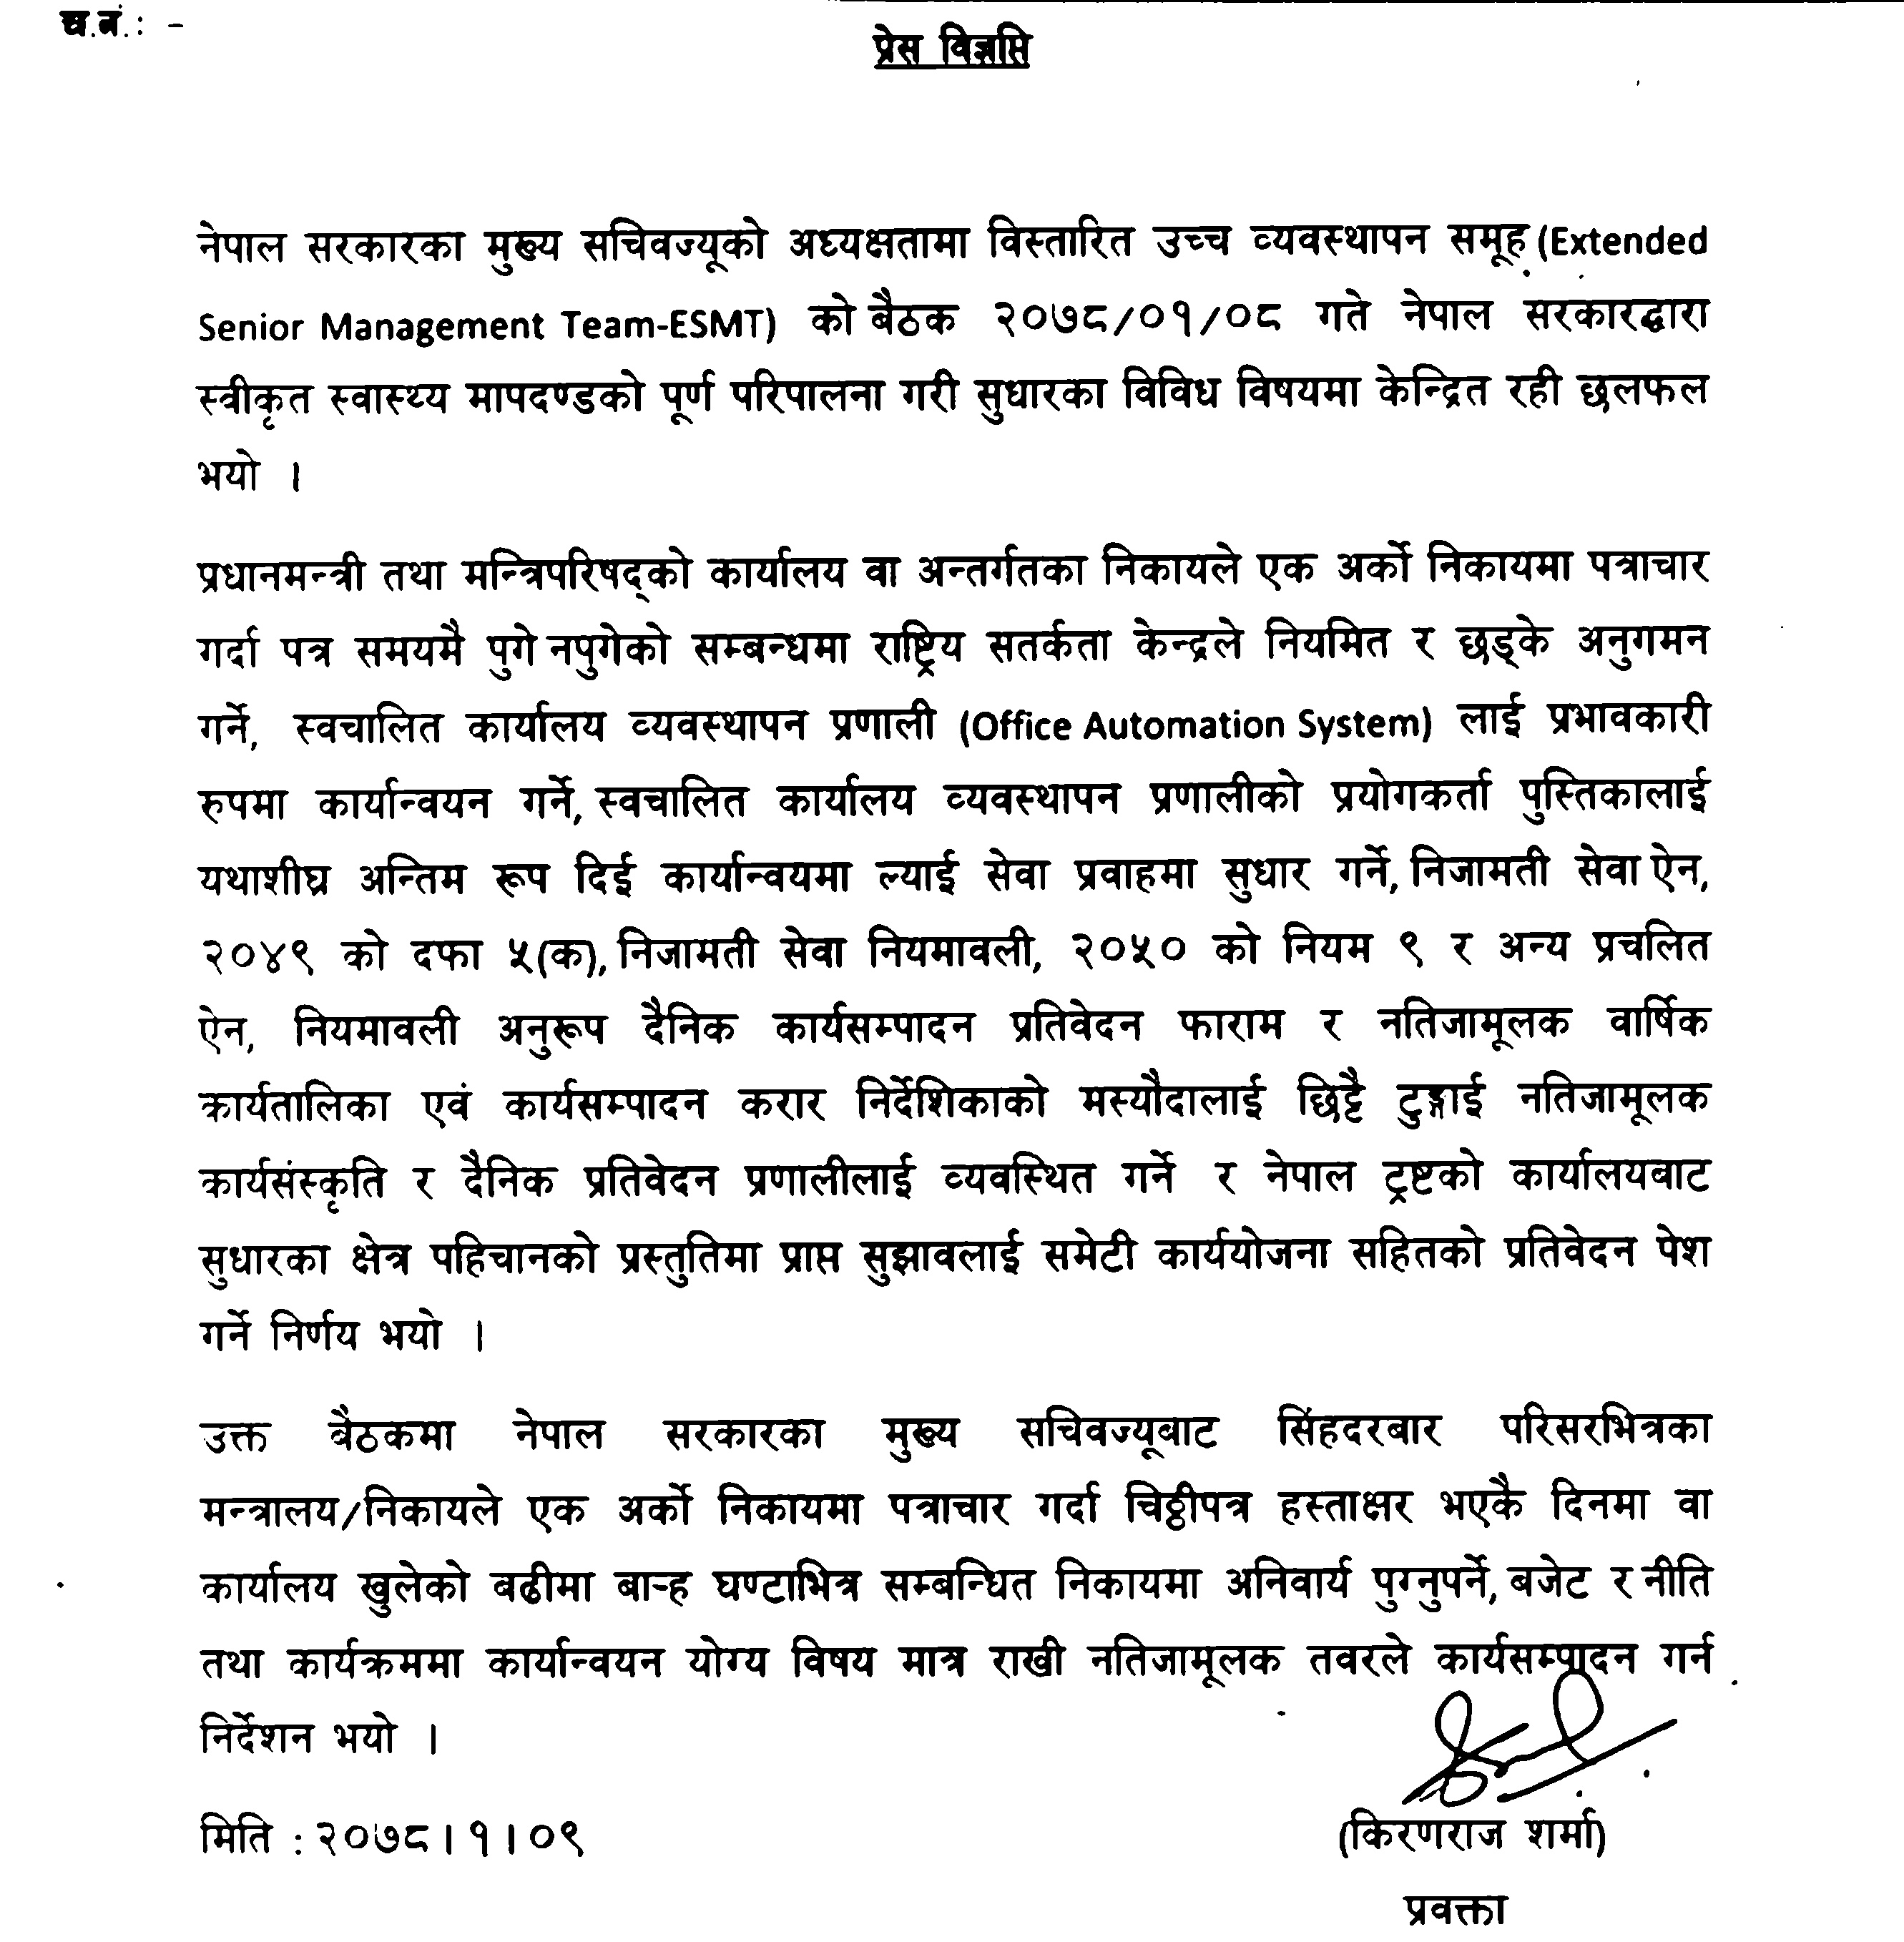 च.नं.: -
प्रेस विज्ञप्ति
नेपाल सरकारका मुख्य सचिवज्यूको अध्यक्षतामा विस्तारित उच्च व्यवस्थापन समूह (Extended
Senior Management Team-ESMT) को बैठक २०७८/०१/०८ गते नेपाल सरकारद्वारा
स्वीकृत स्वास्थ्य मापदण्डको पूर्ण परिपालना गरी सुधारका विविध विषयमा केन्द्रित रही छलफल
भयो ।
प्रधानमन्त्री तथा मन्त्रिपरिषद्को कार्यालय वा अन्तर्गतका निकायले एक अर्को निकायमा पत्राचार
गर्दा पत्र समयमै पुगे नपुगेको सम्बन्धमा राष्ट्रिय सतर्कता केन्द्रले नियमित र छड्के अनुगमन
गर्ने, स्वचालित कार्यालय व्यवस्थापन प्रणाली (Office Automation System) लाई प्रभावकारी
रुपमा कार्यान्वयन गर्ने, स्वचालित कार्यालय व्यवस्थापन प्रणालीको प्रयोगकर्ता पुस्तिकालाई
यथाशीघ्र अन्तिम रूप दिई कार्यान्वयमा ल्याई सेवा प्रवाहमा सुधार गर्ने, निजामती सेवा ऐन,
२०४९ को दफा ५(क), निजामती सेवा नियमावली, २०५० को नियम ९ र अन्य प्रचलित
ऐन, नियमावली अनुरूप दैनिक कार्यसम्पादन प्रतिवेदन फाराम र नतिजामूलक वार्षिक
कार्यतालिका एवं कार्यसम्पादन करार निर्देशिकाको मस्यौदालाई छिट्टै टुङ्गाई नतिजामूलक
कार्यसंस्कृति र दैनिक प्रतिवेदन प्रणालीलाई व्यवस्थित गर्ने र नेपाल ट्रष्टको कार्यालयबाट
सुधारका क्षेत्र पहिचानको प्रस्तुतिमा प्राप्त सुझावलाई समेटी कार्ययोजना सहितको प्रतिवेदन पेश
गर्ने निर्णय भयो ।
उक्त बैठकमा नेपाल सरकारका मुख्य सचिवज्यूबाट सिंहदरबार परिसरभित्रका
मन्त्रालय/निकायले एक अर्को निकायमा पत्राचार गर्दा चिठ्ठीपत्र हस्ताक्षर भएकै दिनमा वा
कार्यालय खुलेको बढीमा बाऱ्ह घण्टाभित्र सम्बन्धित निकायमा अनिवार्य पुग्नुपर्ने, बजेट र नीति
तथा कार्यक्रममा कार्यान्वयन योग्य विषय मात्र राखी नतिजामूलक तवरले कार्यसम्पादन गर्न
निर्देशन भयो ।
मिति : २०७८।१।०९
(किरणराज शर्मा)
प्रवक्ता